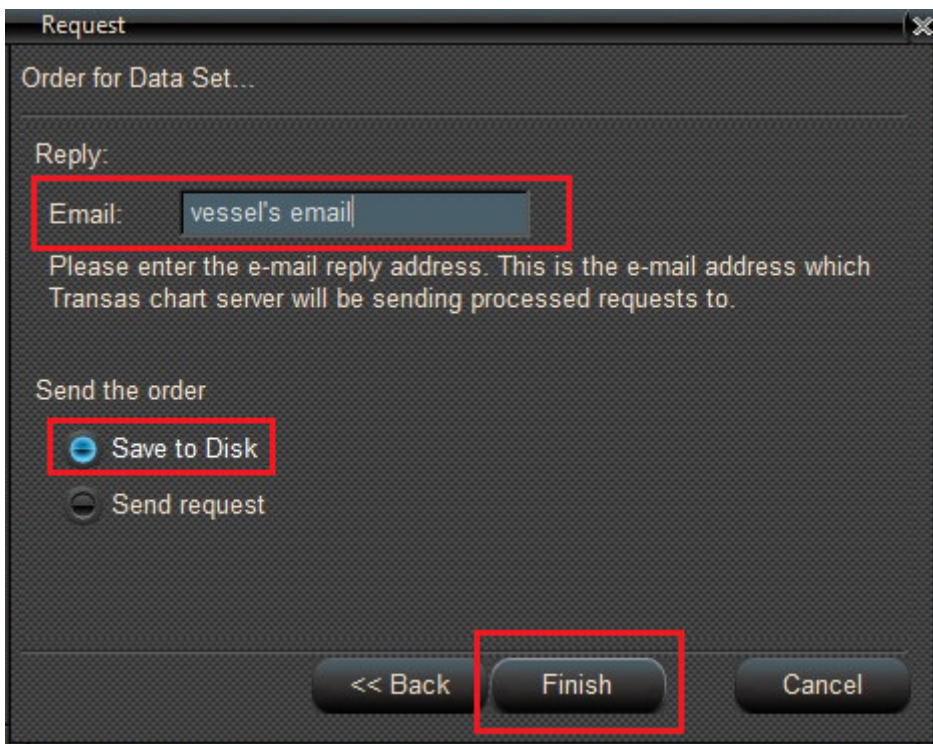 Request
Order for Data Set...
Reply:
Email: vessel's email
Please enter the e-mail reply address. This is the e-mail address which
Transas chart server will be sending processed requests to.
Send the order
Save to Disk
Send request
<< Back Finish Cancel